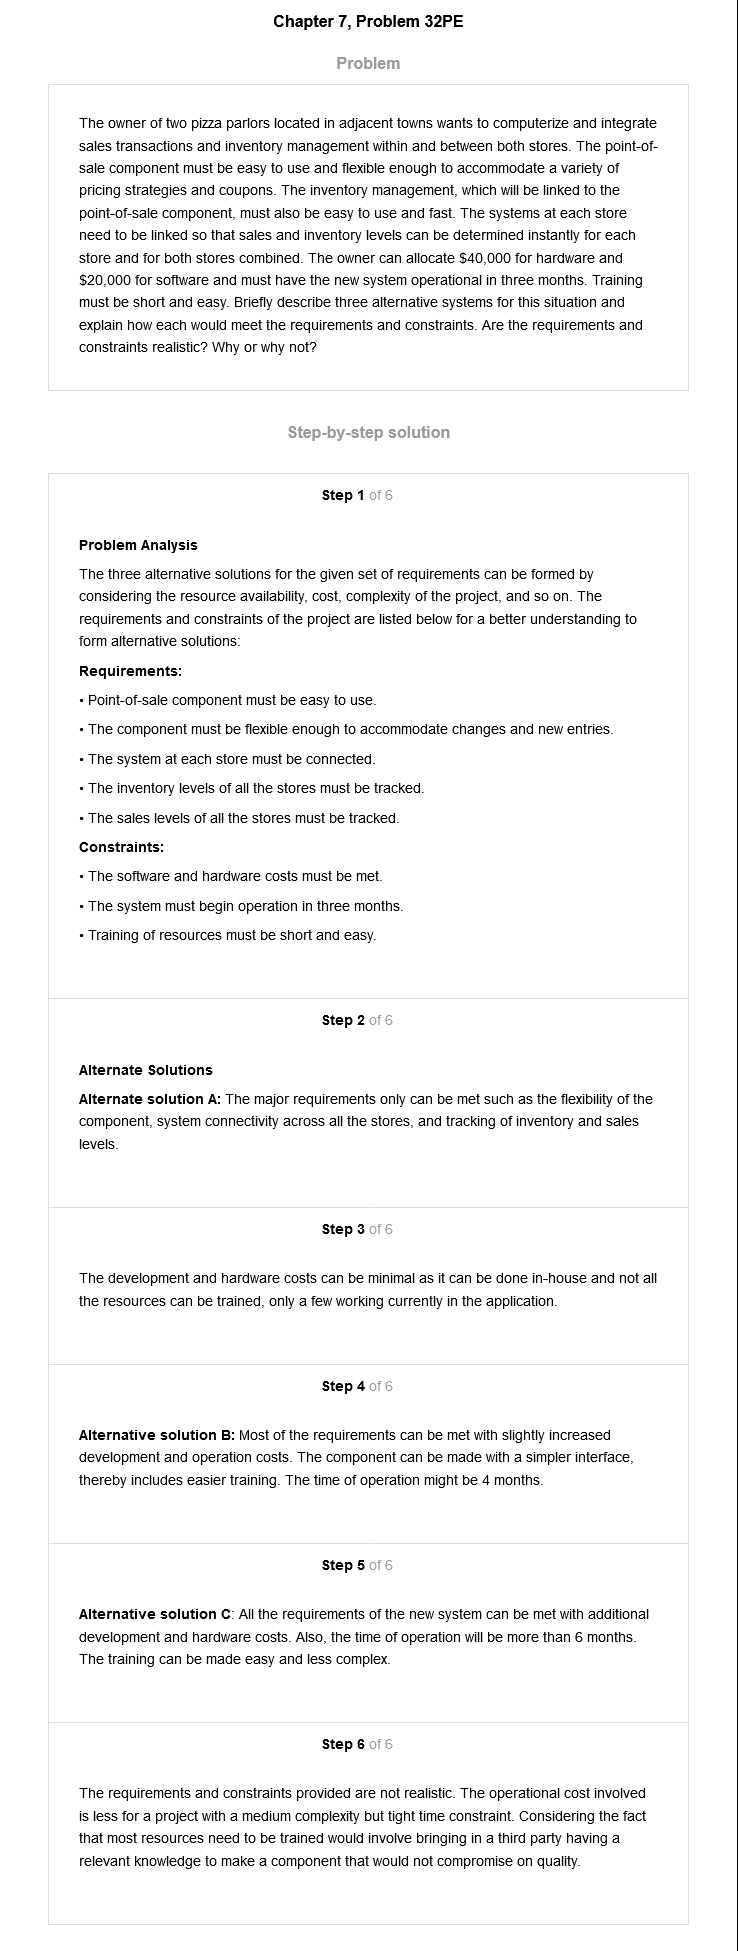 Chapter 7, Problem 32PE
Problem
The owner of two pizza parlors located in adjacent towns wants to computerize and integrate
sales transactions and inventory management within and between both stores. The point-of-
sale component must be easy to use and flexible enough to accommodate a variety of
pricing strategies and coupons. The inventory management, which will be linked to the
point-of-sale component, must also be easy to use and fast. The systems at each store
need to be linked so that sales and inventory levels can be determined instantly for each
store and for both stores combined. The owner can allocate $40,000 for hardware and
$20,000 for software and must have the new system operational in three months. Training
must be short and easy. Briefly describe three alternative systems for this situation and
explain how each would meet the requirements and constraints. Are the requirements and
constraints realistic? Why or why not?
Step-by-step solution
Step 1 of 6
Problem Analysis
The three alternative solutions for the given set of requirements can be formed by
considering the resource availability, cost, complexity of the project, and so on. The
requirements and constraints of the project are listed below for a better understanding to
form alternative solutions:
Requirements:
• Point-of-sale component must be easy to use.
• The component must be flexible enough to accommodate changes and new entries.
• The system at each store must be connected.
• The inventory levels of all the stores must be tracked.
• The sales levels of all the stores must be tracked.
Constraints:
• The software and hardware costs must be met.
• The system must begin operation in three months.
• Training of resources must be short and easy.
Step 2 of 6
Alternate Solutions
Alternate solution A: The major requirements only can be met such as the flexibility of the
component, system connectivity across all the stores, and tracking of inventory and sales
levels.
Step 3 of 6
The development and hardware costs can be minimal as it can be done in-house and not all
the resources can be trained, only a few working currently in the application.
Step 4 of 6
Alternative solution B: Most of the requirements can be met with slightly increased
development and operation costs. The component can be made with a simpler interface,
thereby includes easier training. The time of operation might be 4 months.
Step 5 of 6
Alternative solution C: All the requirements of the new system can be met with additional
development and hardware costs. Also, the time of operation will be more than 6 months.
The training can be made easy and less complex.
Step 6 of 6
The requirements and constraints provided are not realistic. The operational cost involved
is less for a project with a medium complexity but tight time constraint. Considering the fact
that most resources need to be trained would involve bringing in a third party having a
relevant knowledge to make a component that would not compromise on quality.